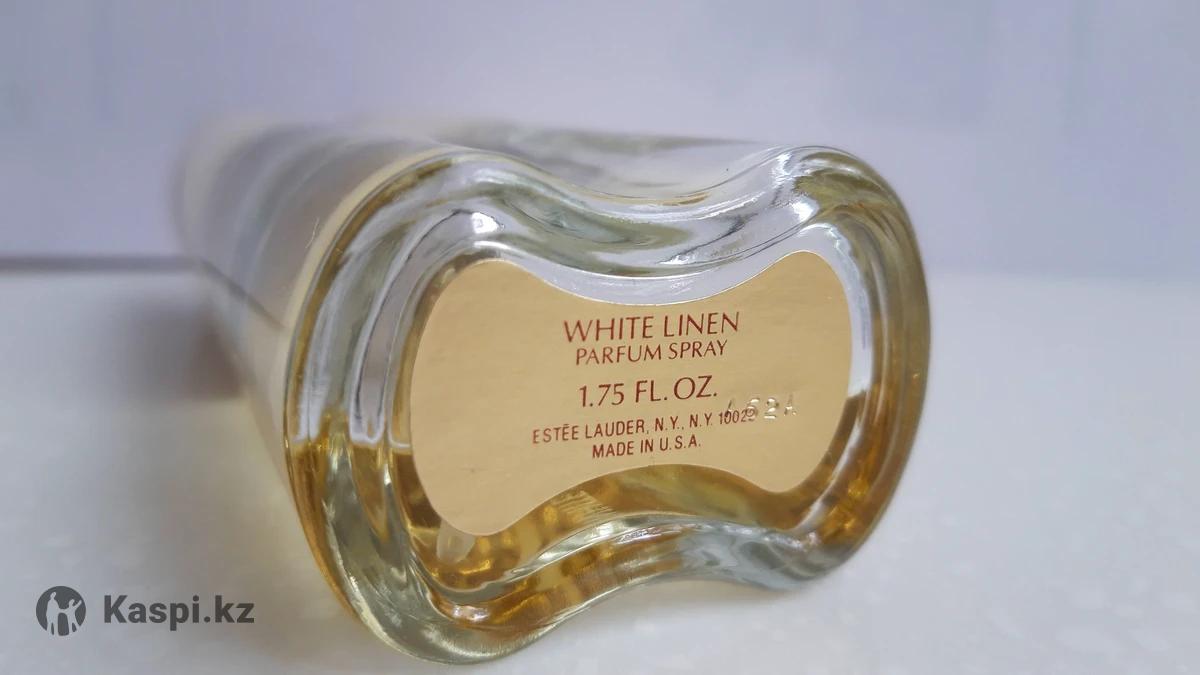 WHITE LINEN
PARFUM SPRAY
1.75 FL. OZ.
ESTĒE LAUDER, N.Y., N.Y. 10022
MADE IN U.S.A.
Kaspi.kz